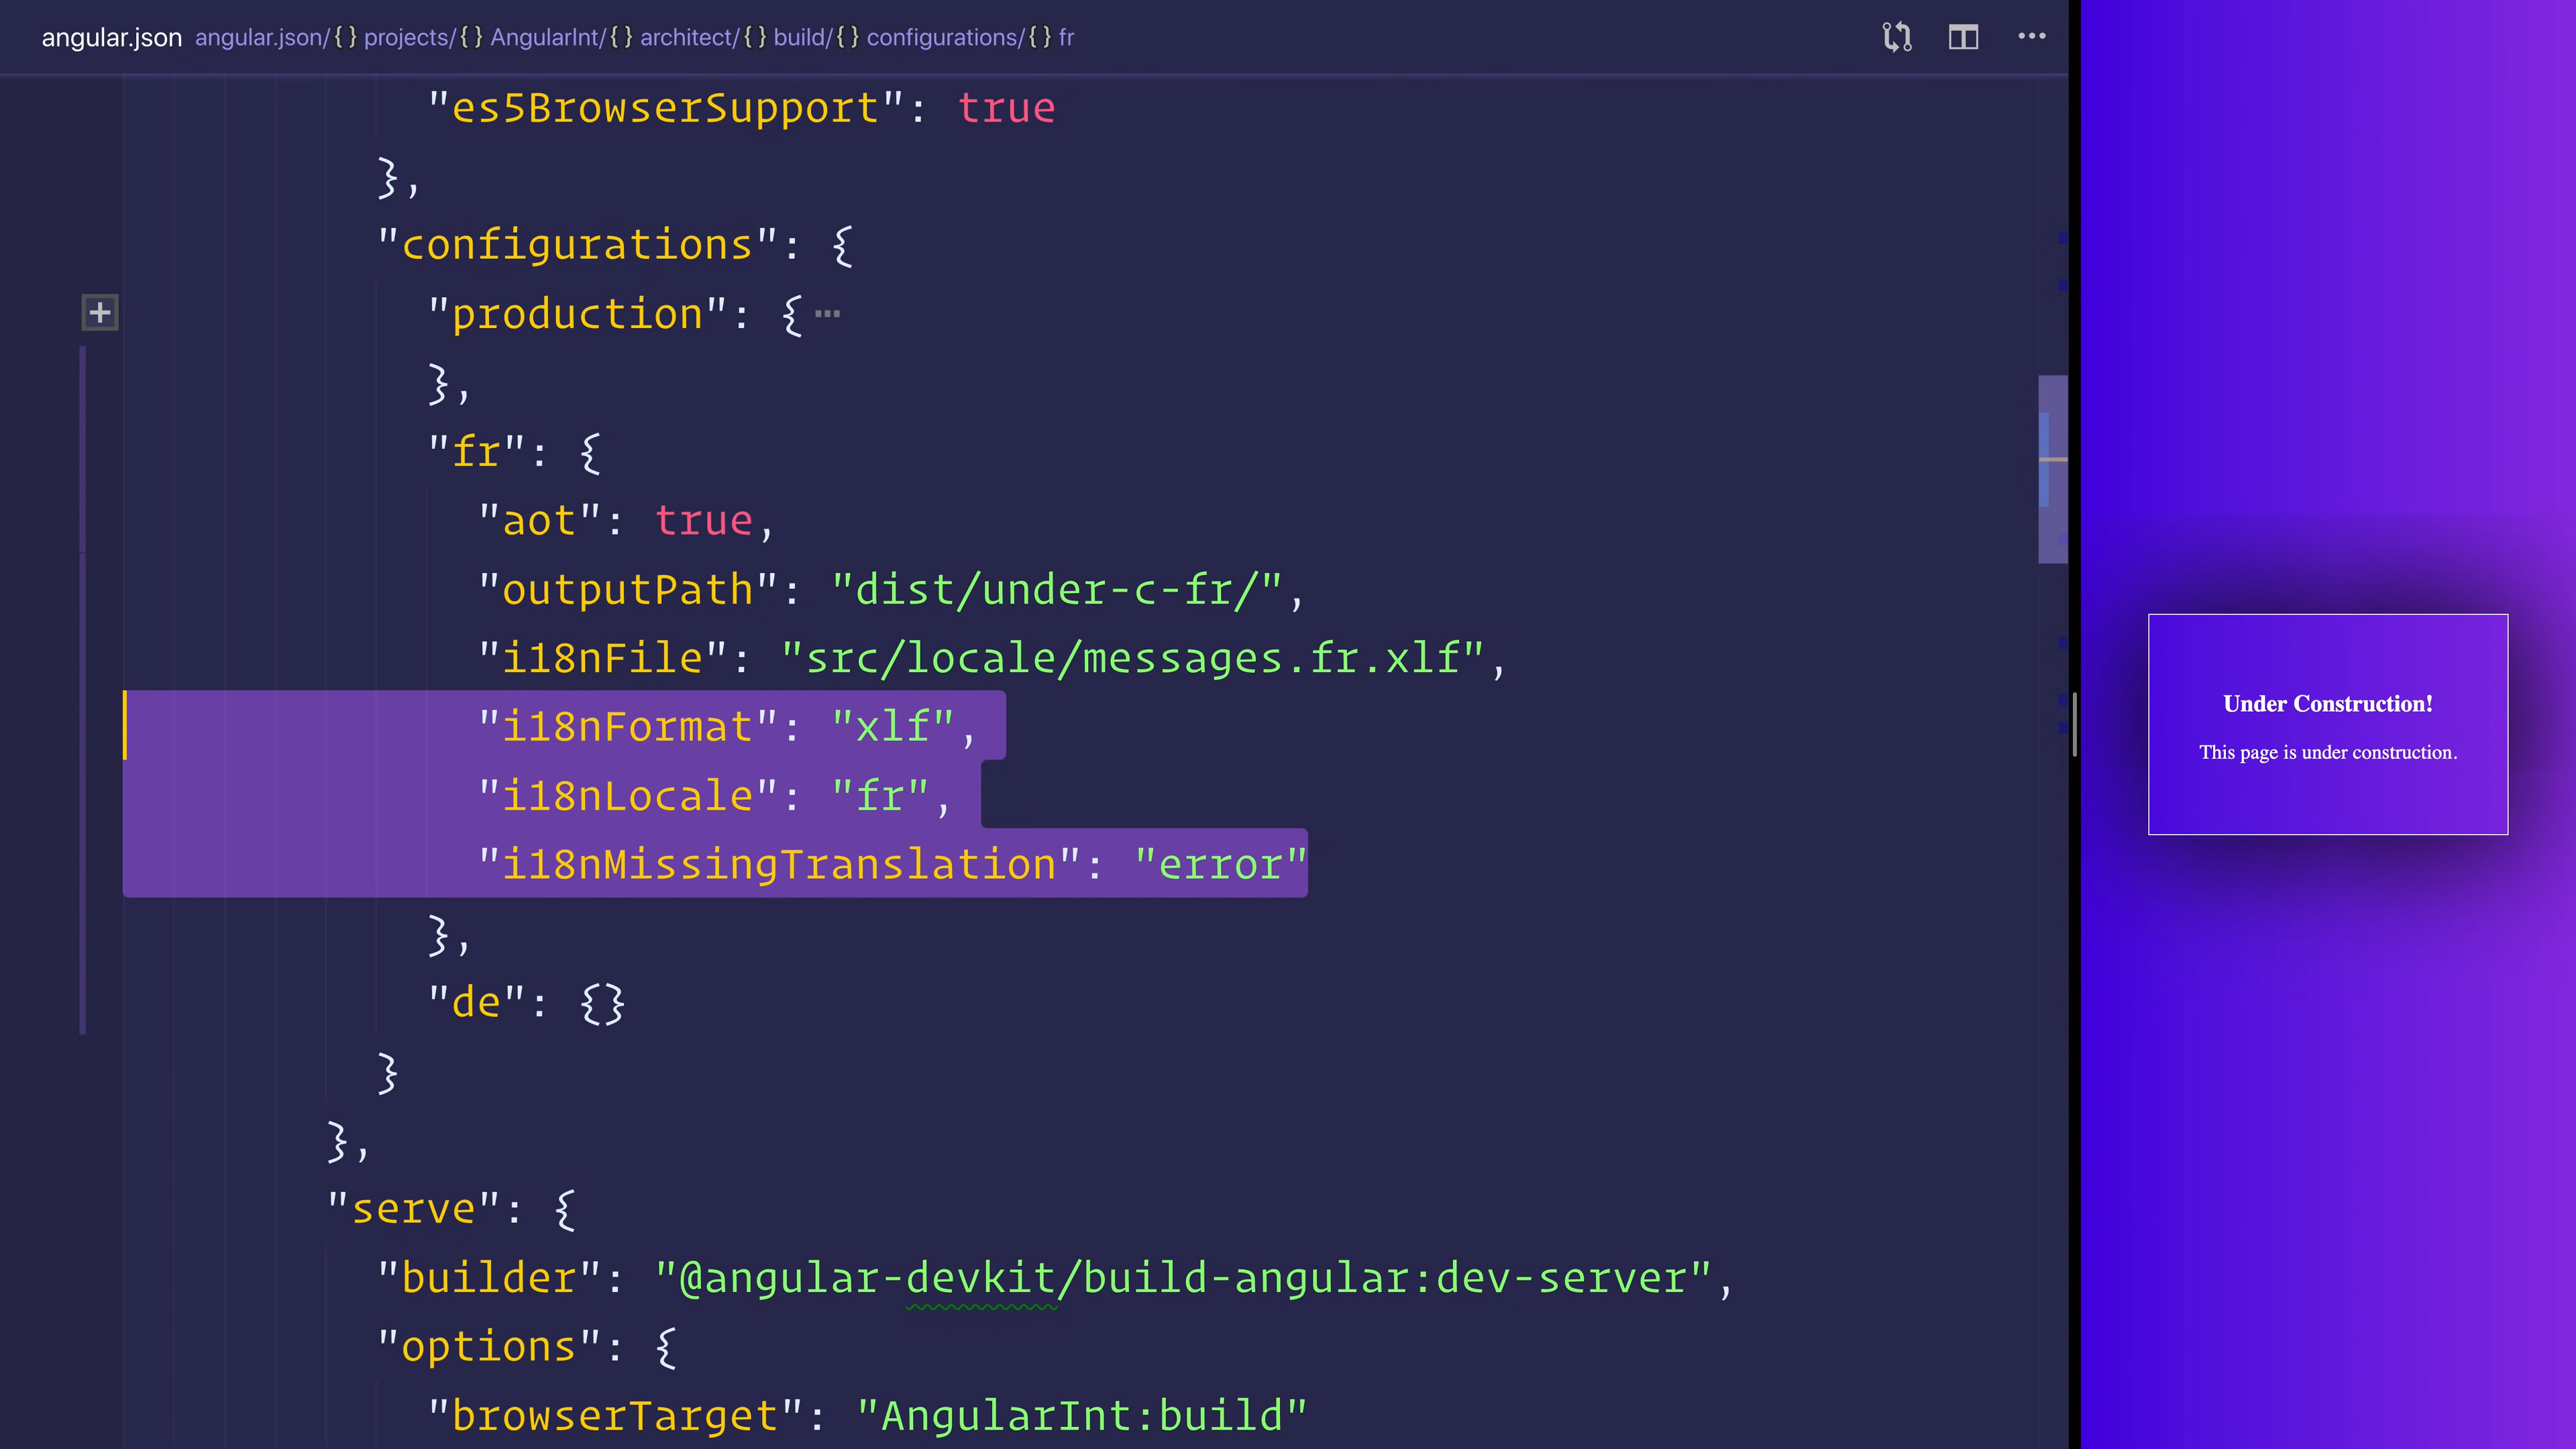 angular.json angular.json/{} projects/{} AngularInt/{} architect/{} build/{} configurations/{} fr
"es5BrowserSupport": true
},
"configurations": {
"production": {…
},
"fr": {
"aot": true,
"outputPath": "dist/under-c-fr/",
"i18nFile": "src/locale/messages.fr.xlf",
"i18nFormat": "xlf",
"i18nLocale": "fr",
"i18nMissingTranslation": "error"
},
"de": {}
}
},
"serve": {
"builder": "@angular-devkit/build-angular:dev-server",
"options": {
"browserTarget": "AngularInt:build"
Under Construction!
This page is under construction.